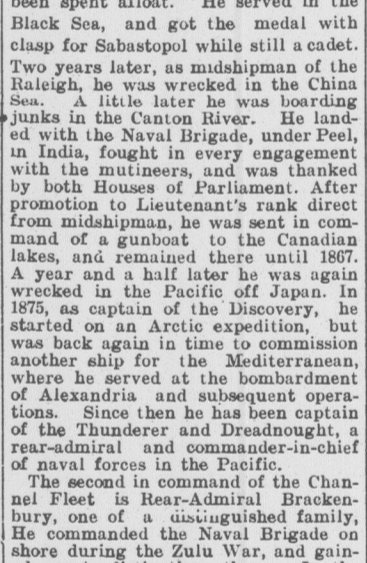 been spent afloat. He served in the
Black Sea, and got the medal with
clasp for Sabastopol while still a cadet.
Two years later, as midshipman of the
Raleigh, he was wrecked in the China
Sea. A little later he was boarding
junks in the Canton River. He land-
ed with the Naval Brigade, under Peel,
in India, fought in every engagement
with the mutineers, and was thanked
by both Houses of Parliament. After
promotion to Lieutenant's rank direct
from midshipman, he was sent in com-
mand of a gunboat to the Canadian
lakes, and remained there until 1867.
A year and a half later he was again
wrecked in the Pacific off Japan. In
1875, as captain of the Discovery, he
started on an Arctic expedition, but
was back again in time to commission
another ship for the Mediterranean,
where he served at the bombardment
of Alexandria and subsequent opera-
tions. Since then he has been captain
of the Thunderer and Dreadnought, a
rear-admiral and commander-in-chief
of naval forces in the Pacific.
The second in command of the Chan-
nel Fleet is Rear-Admiral Bracken-
bury, one of a distinguished family,
He commanded the Naval Brigade on
shore during the Zulu War, and gain-